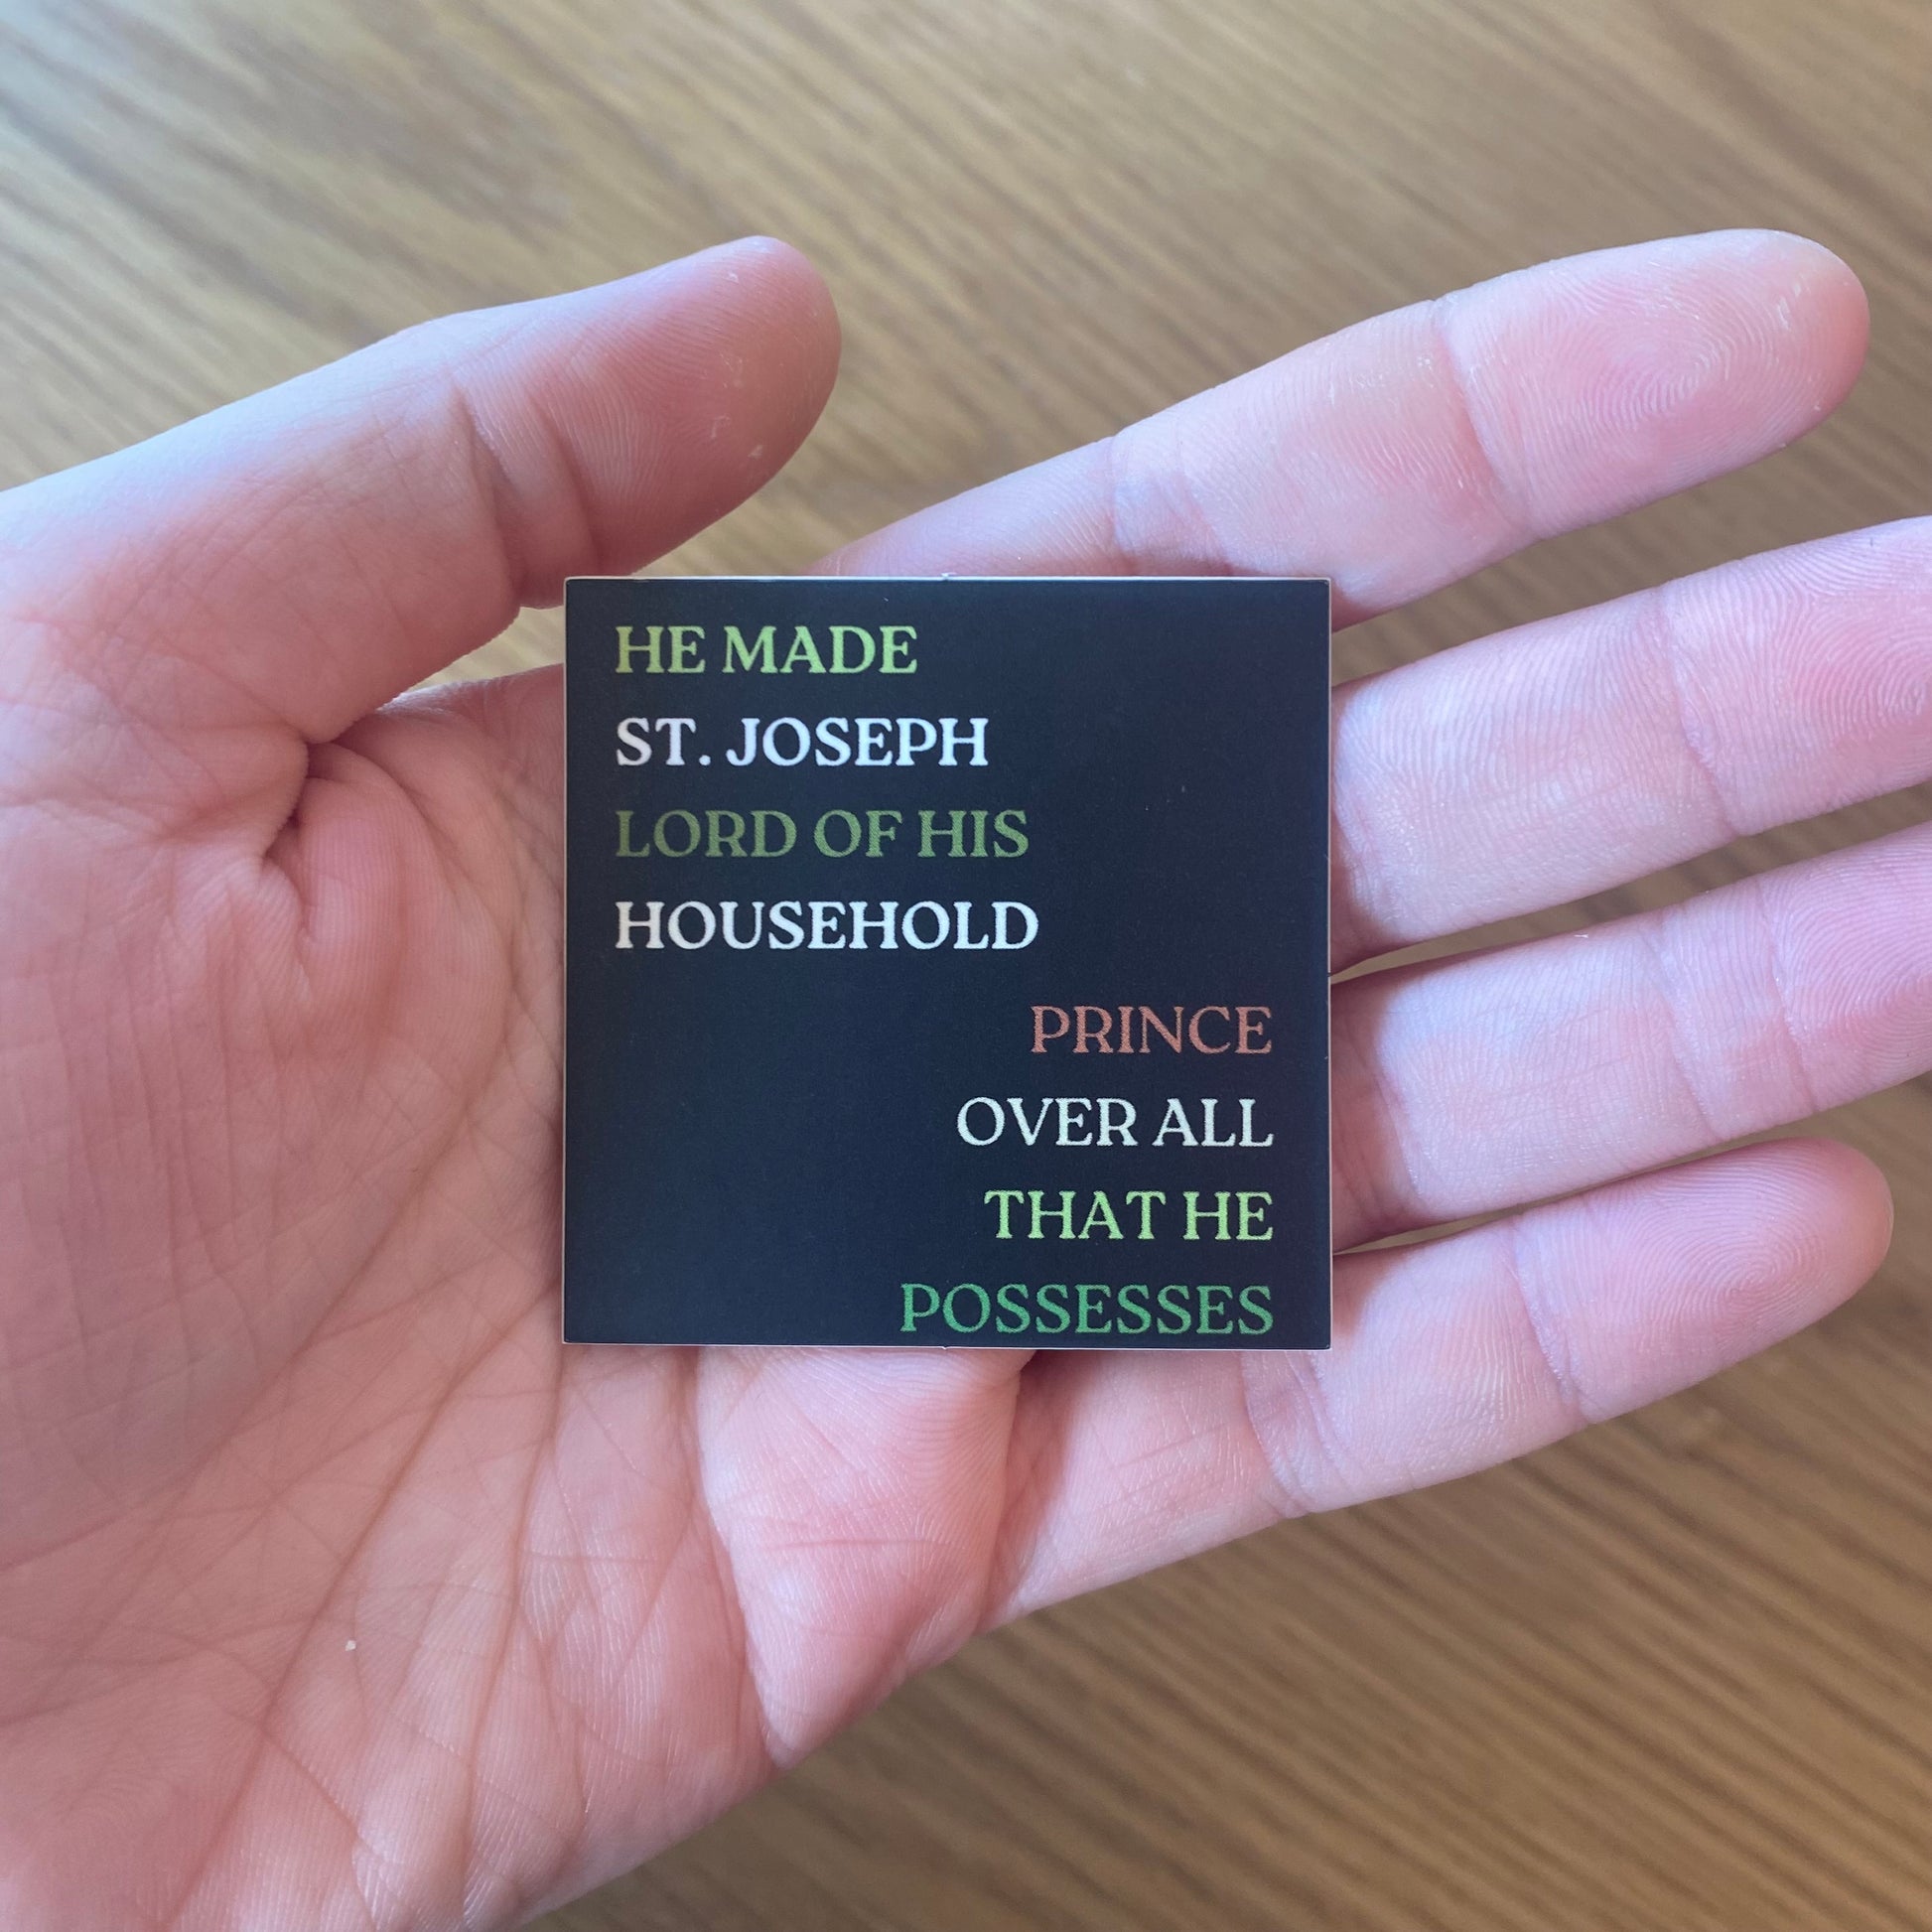 HE MADE
ST. JOSEPH
LORD OF HIS
HOUSEHOLD
PRINCE
OVER ALL
THAT HE
POSSESSES